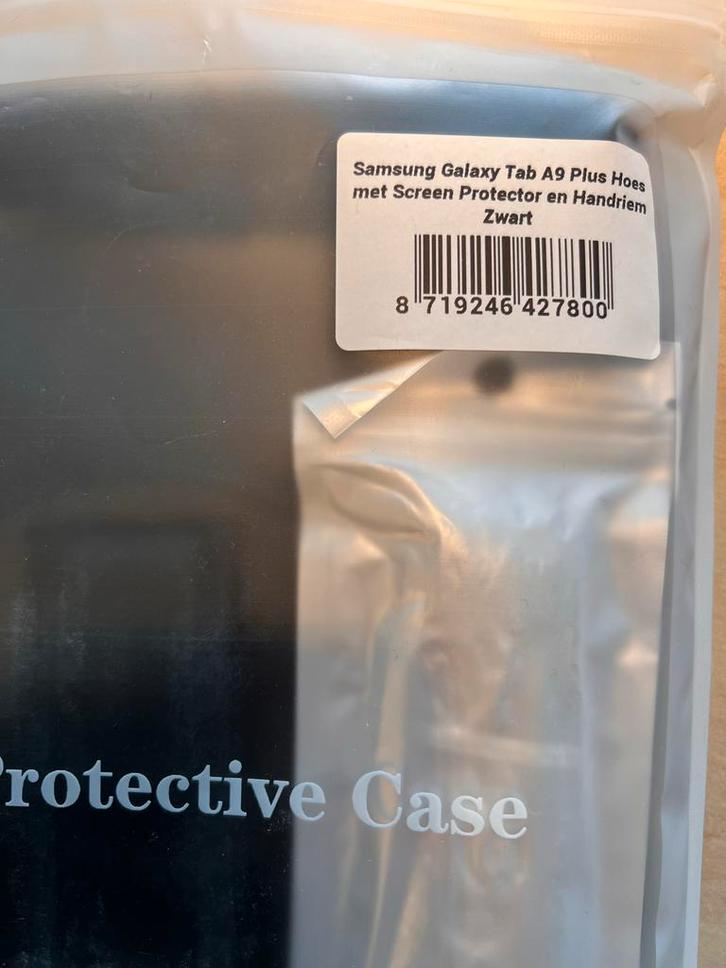 Samsung Galaxy Tab A9 Plus Hoes
met Screen Protector en Handriem
Zwart
8 719246 427800
Protective Case